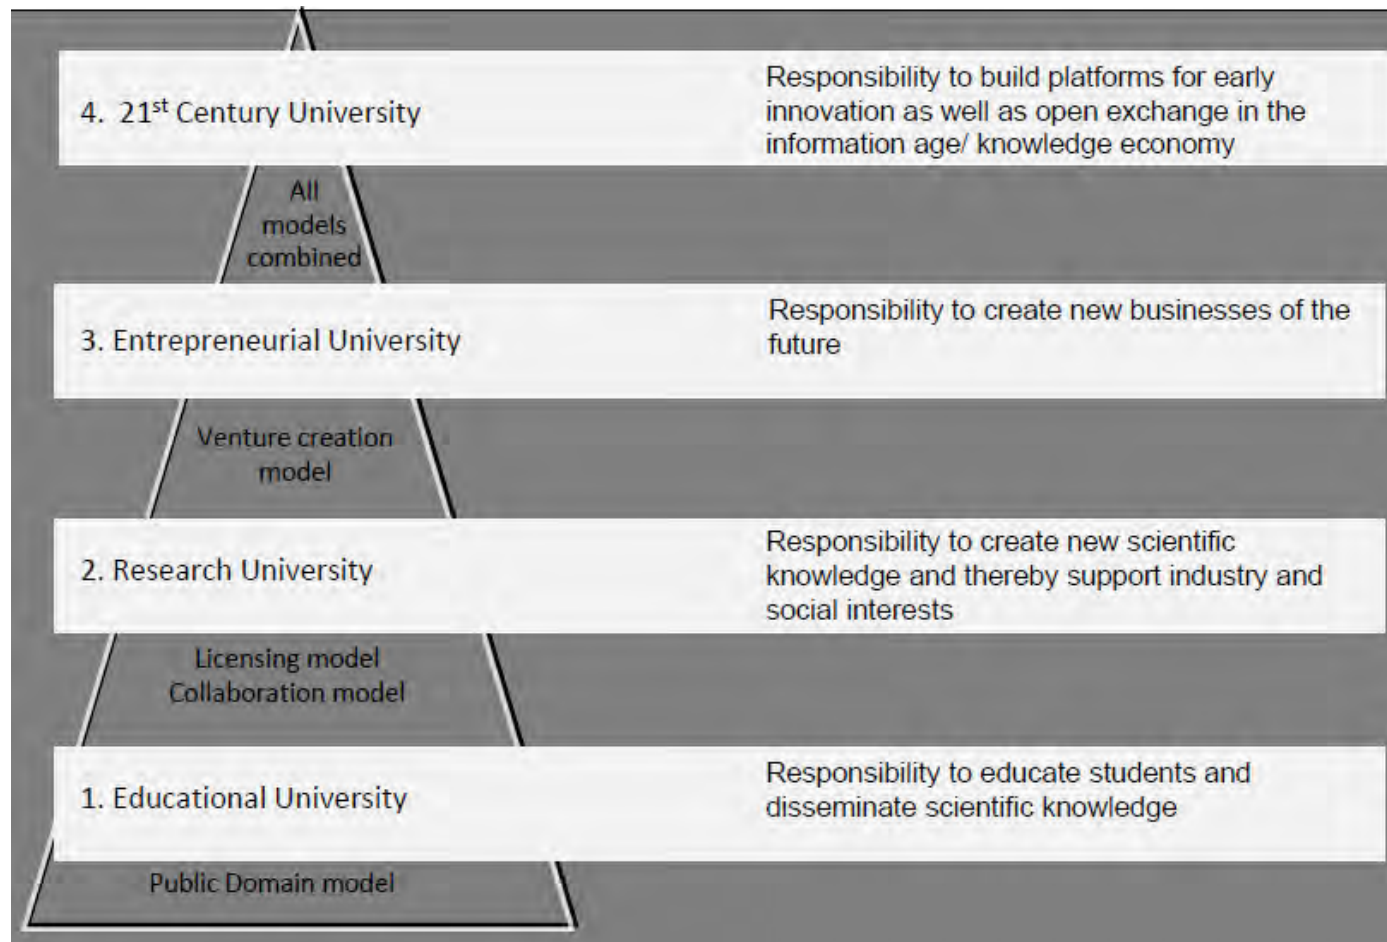 4. 21st Century University
Responsibility to build platforms for early
innovation as well as open exchange in the
information age/ knowledge economy
All
models
combined
3. Entrepreneurial University
Responsibility to create new businesses of the
future
Venture creation
model
2. Research University
Responsibility to create new scientific
knowledge and thereby support industry and
social interests
Licensing model
Collaboration model
1. Educational University
Responsibility to educate students and
disseminate scientific knowledge
Public Domain model